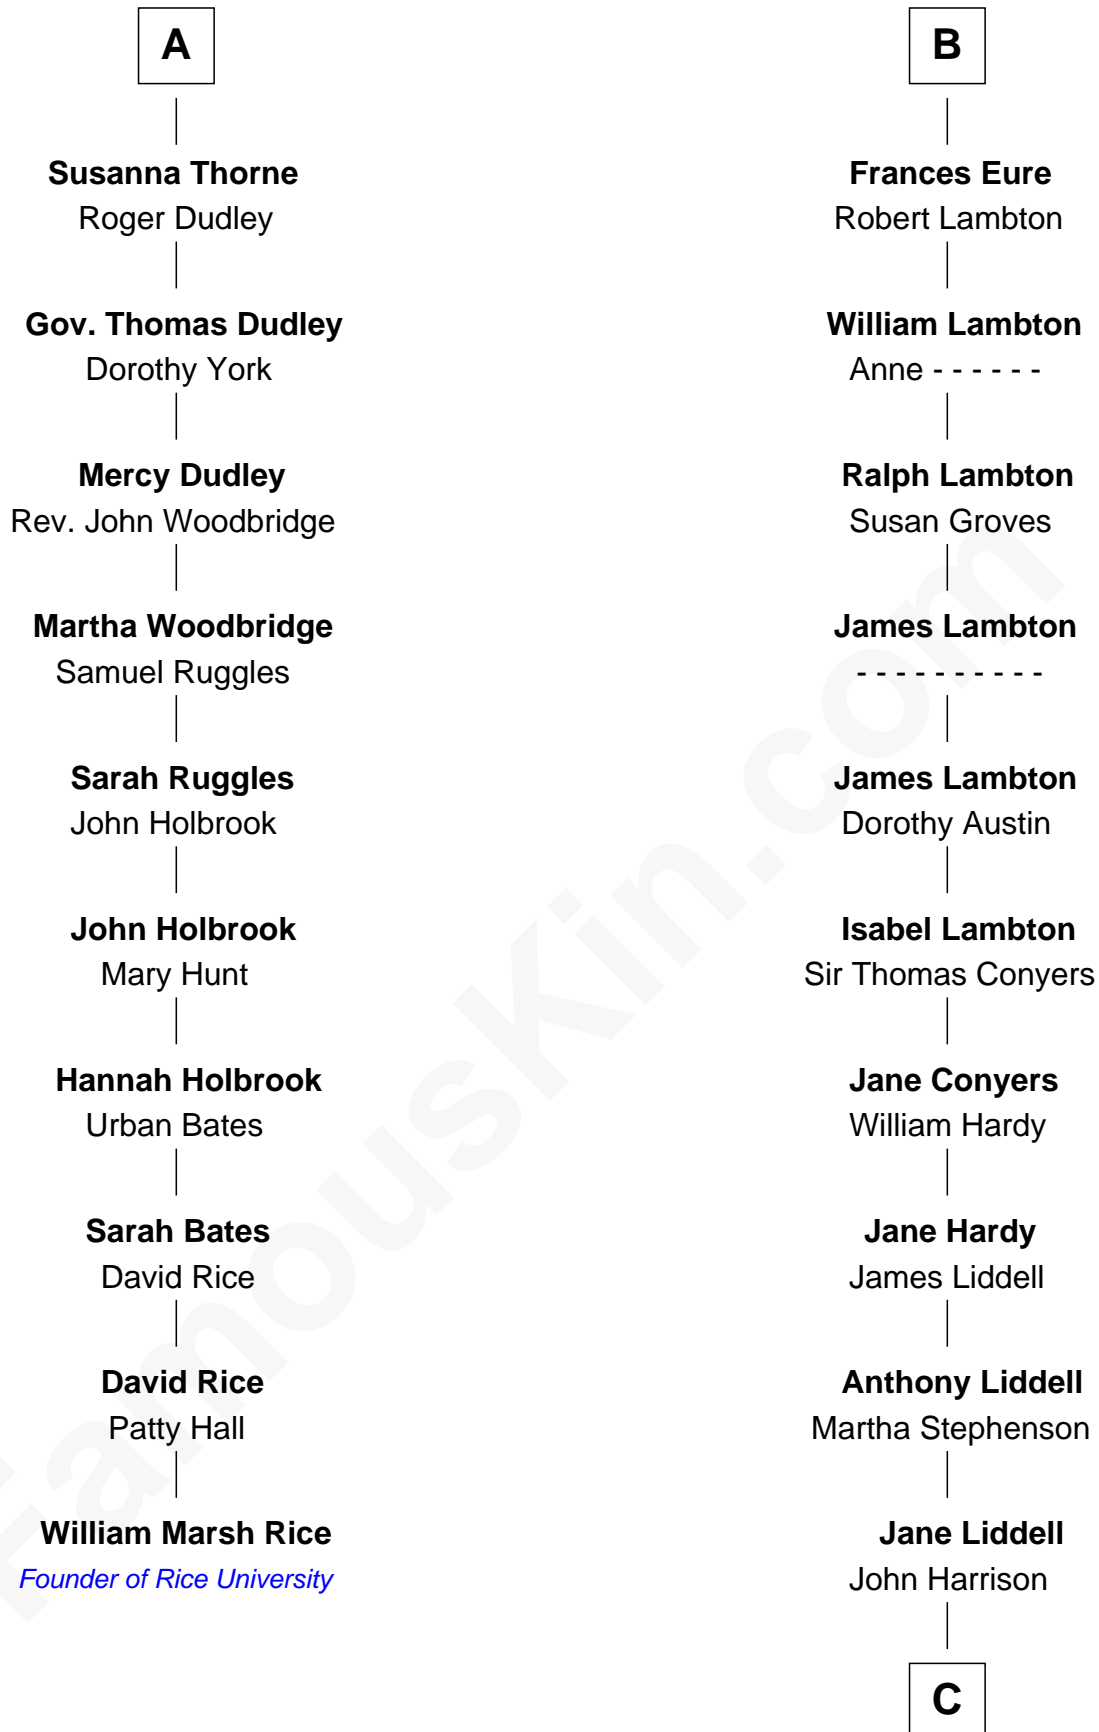 A
Susanna Thorne
Roger Dudley
Gov. Thomas Dudley
Dorothy York
Mercy Dudley
Rev. John Woodbridge
Martha Woodbridge
Samuel Ruggles
Sarah Ruggles
John Holbrook
John Holbrook
Mary Hunt
Hannah Holbrook
Urban Bates
Sarah Bates
David Rice
David Rice
Patty Hall
William Marsh Rice
Founder of Rice University
B
Frances Eure
Robert Lambton
William Lambton
Anne - - - - - -
Ralph Lambton
Susan Groves
James Lambton
- - - - - - - - - -
James Lambton
Dorothy Austin
Isabel Lambton
Sir Thomas Conyers
Jane Conyers
William Hardy
Jane Hardy
James Liddell
Anthony Liddell
Martha Stephenson
Jane Liddell
John Harrison
C
FamousKin.com